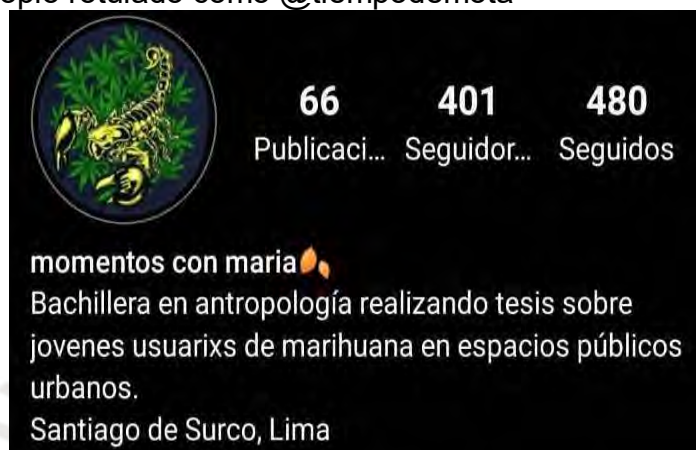 66 401 480
Publicaci... Seguidor... Seguidos
momentos con maria
Bachillera en antropología realizando tesis sobre
jovenes usuarixs de marihuana en espacios públicos
urbanos.
Santiago de Surco, Lima